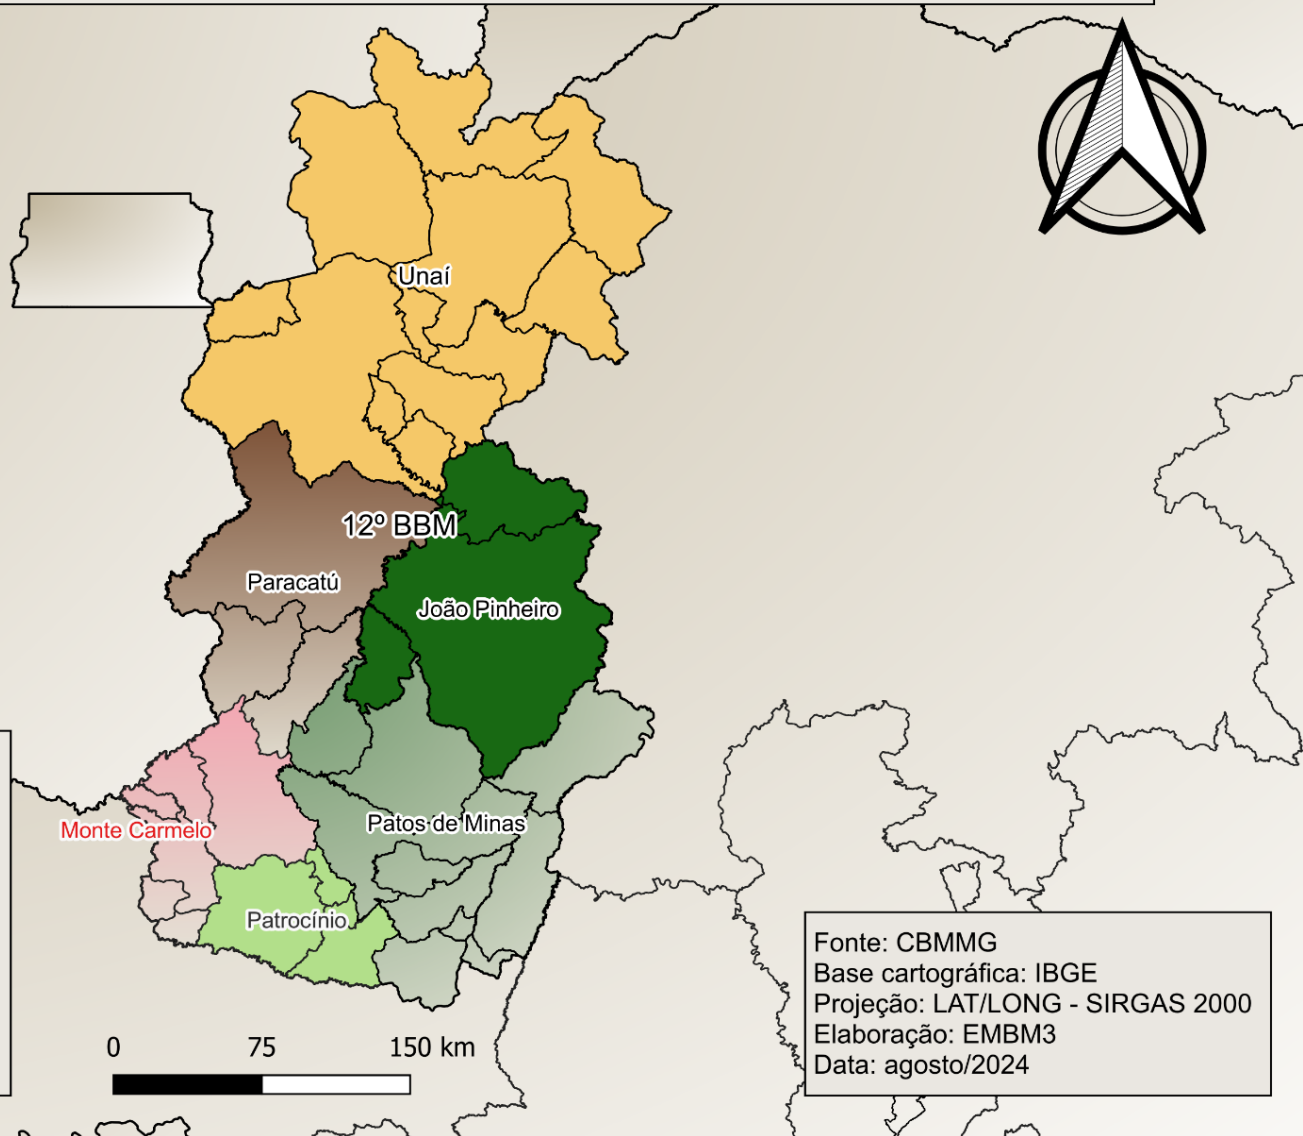 Unaí
12º BBM
Paracatú
João Pinheiro
Monte Carmelo
Patos de Minas
Patrocínio
0 75 150 km
Fonte: CBMMG
Base cartográfica: IBGE
Projeção: LAT/LONG - SIRGAS 2000
Elaboração: EMBM3
Data: agosto/2024